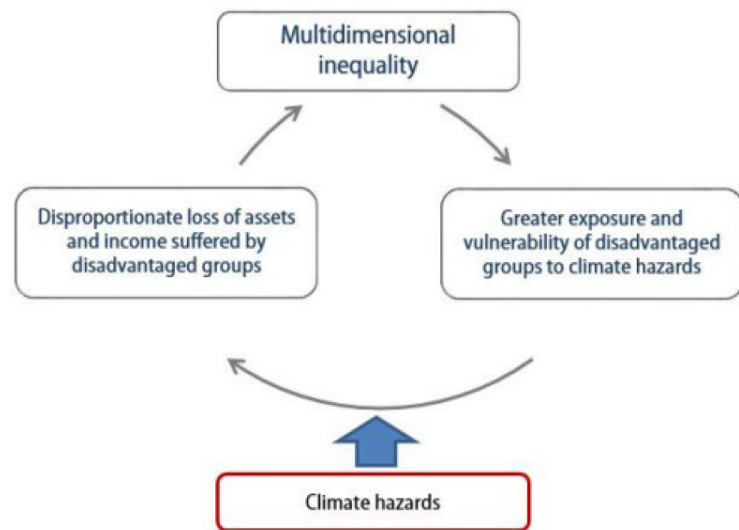 Multidimensional
inequality
Disproportionate loss of assets
and income suffered by
disadvantaged groups
Greater exposure and
vulnerability of disadvantaged
groups to climate hazards
Climate hazards